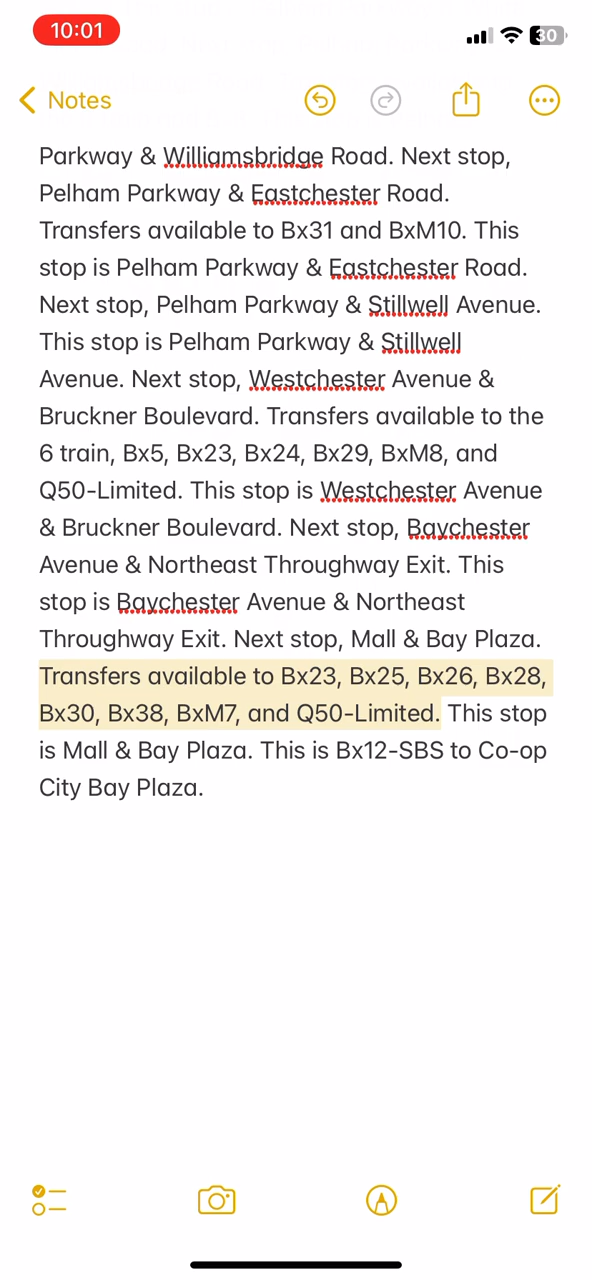 10:01
30
Notes
Parkway & Williamsbridge Road. Next stop,
Pelham Parkway & Eastchester Road.
Transfers available to Bx31 and BxM10. This
stop is Pelham Parkway & Eastchester Road.
Next stop, Pelham Parkway & Stillwell Avenue.
This stop is Pelham Parkway & Stillwell
Avenue. Next stop, Westchester Avenue &
Bruckner Boulevard. Transfers available to the
6 train, Bx5, Bx23, Bx24, Bx29, BxM8, and
Q50-Limited. This stop is Westchester Avenue
& Bruckner Boulevard. Next stop, Baychester
Avenue & Northeast Throughway Exit. This
stop is Baychester Avenue & Northeast
Throughway Exit. Next stop, Mall & Bay Plaza.
Transfers available to Bx23, Bx25, Bx26, Bx28,
Bx30, Bx38, BxM7, and Q50-Limited. This stop
is Mall & Bay Plaza. This is Bx12-SBS to Co-op
City Bay Plaza.